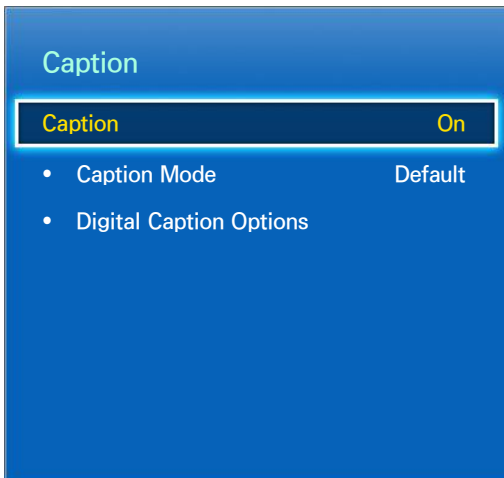 Caption
Caption On
• Caption Mode Default
• Digital Caption Options